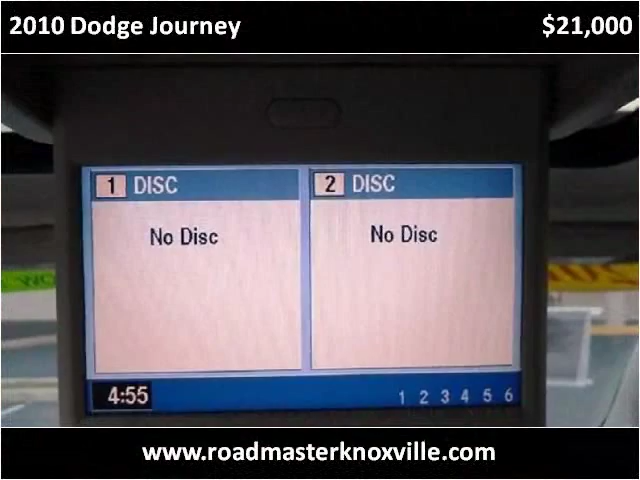 2010 Dodge Journey $21,000
1 DISC 2 DISC
No Disc No Disc
4:55 1 2 3 4 5 6
www.roadmasterknoxville.com